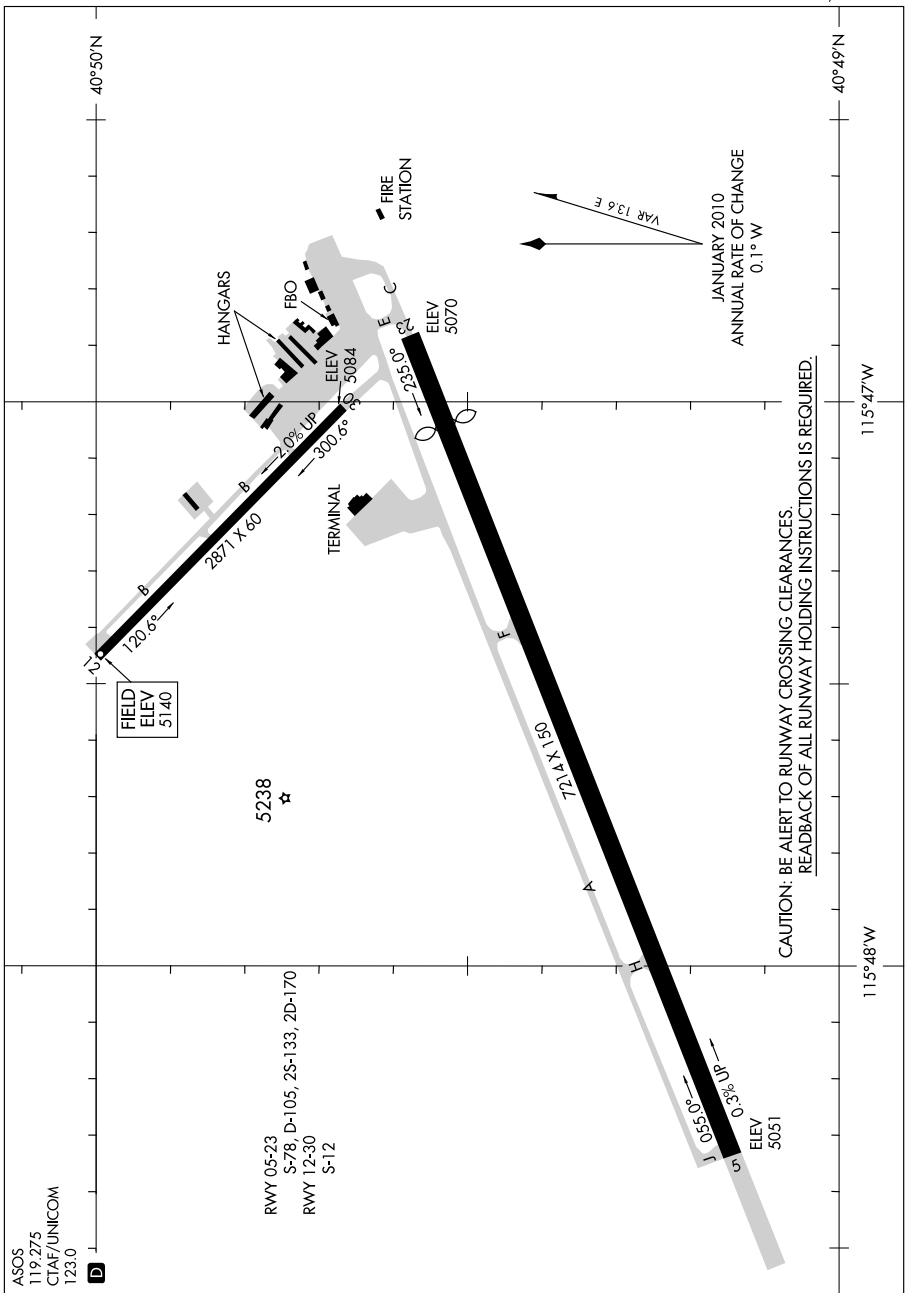 ASOS
119.275
CTAF/UNICOM
123.0
D
RWY 05-23
S-78, D-105, 2S-133, 2D-170
RWY 12-30
S-12
40°50'N
40°49'N
115°47'W
115°48'W
HANGARS
FBO
FIRE
STATION
TERMINAL
FIELD
ELEV
5140
12
120.6°
B
B
2871 X 60
2.0% UP
300.6°
30
ELEV
5084
5238
E
C
23
235.0°
ELEV
5070
F
7214 X 150
A
H
J
055.0°
0.3% UP
5
ELEV
5051
VAR 13.6 E
JANUARY 2010
ANNUAL RATE OF CHANGE
0.1° W
CAUTION: BE ALERT TO RUNWAY CROSSING CLEARANCES.
READBACK OF ALL RUNWAY HOLDING INSTRUCTIONS IS REQUIRED.